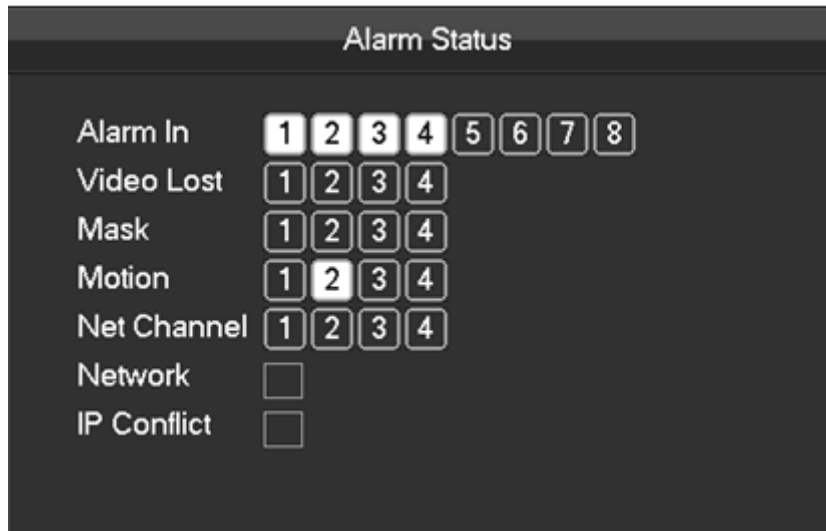 Alarm Status
Alarm In 1 2 3 4 5 6 7 8
Video Lost 1 2 3 4
Mask 1 2 3 4
Motion 1 2 3 4
Net Channel 1 2 3 4
Network
IP Conflict